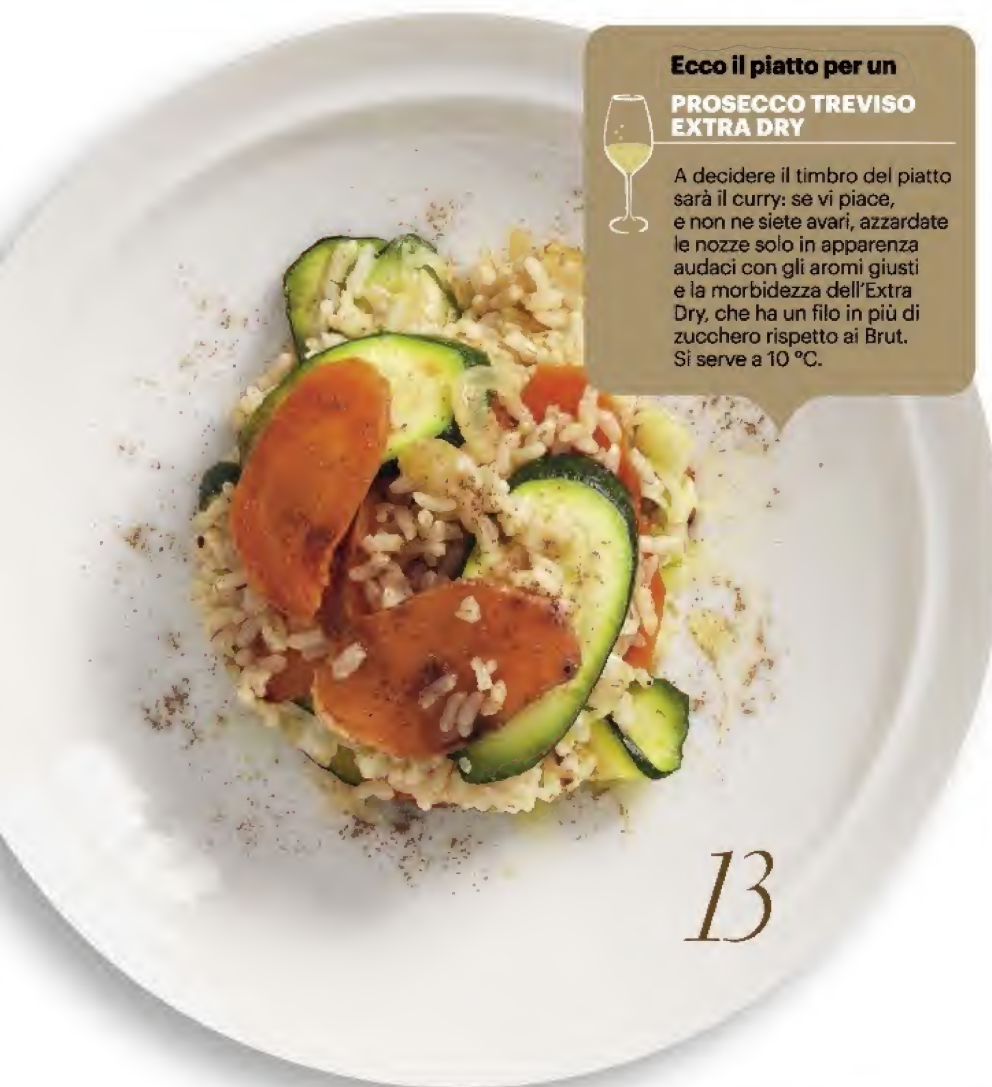 Ecco il piatto per un
PROSECCO TREVISO
EXTRA DRY
A decidere il timbro del piatto
sarà il curry: se vi piace,
e non ne siete avari, azzardate
le nozze solo in apparenza
audaci con gli aromi giusti
e la morbidezza dell'Extra
Dry, che ha un filo in più di
zucchero rispetto ai Brut.
Si serve a 10 °C.
13